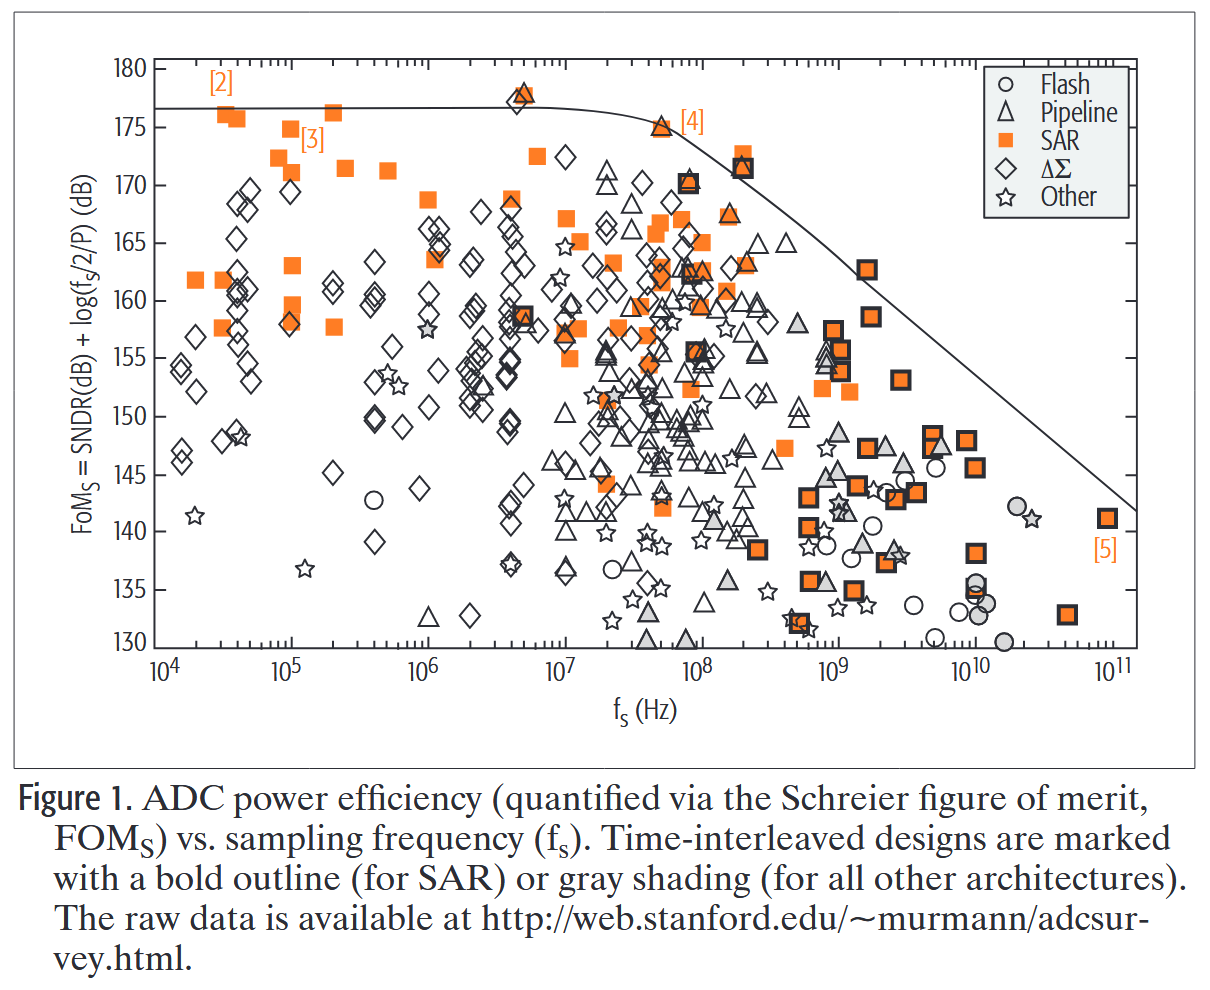 180
175
170
165
160
155
150
145
140
135
130
FoMS = SNDR(dB) + log(fs/2/P) (dB)
[2]
[3]
[4]
[5]
Flash
Pipeline
SAR
ΔΣ
Other
10^4 10^5 10^6 10^7 10^8 10^9 10^10 10^11
fs (Hz)
Figure 1. ADC power efficiency (quantified via the Schreier figure of merit,
FOMS) vs. sampling frequency (fs). Time-interleaved designs are marked
with a bold outline (for SAR) or gray shading (for all other architectures).
The raw data is available at http://web.stanford.edu/~murmann/adcsur-
vey.html.